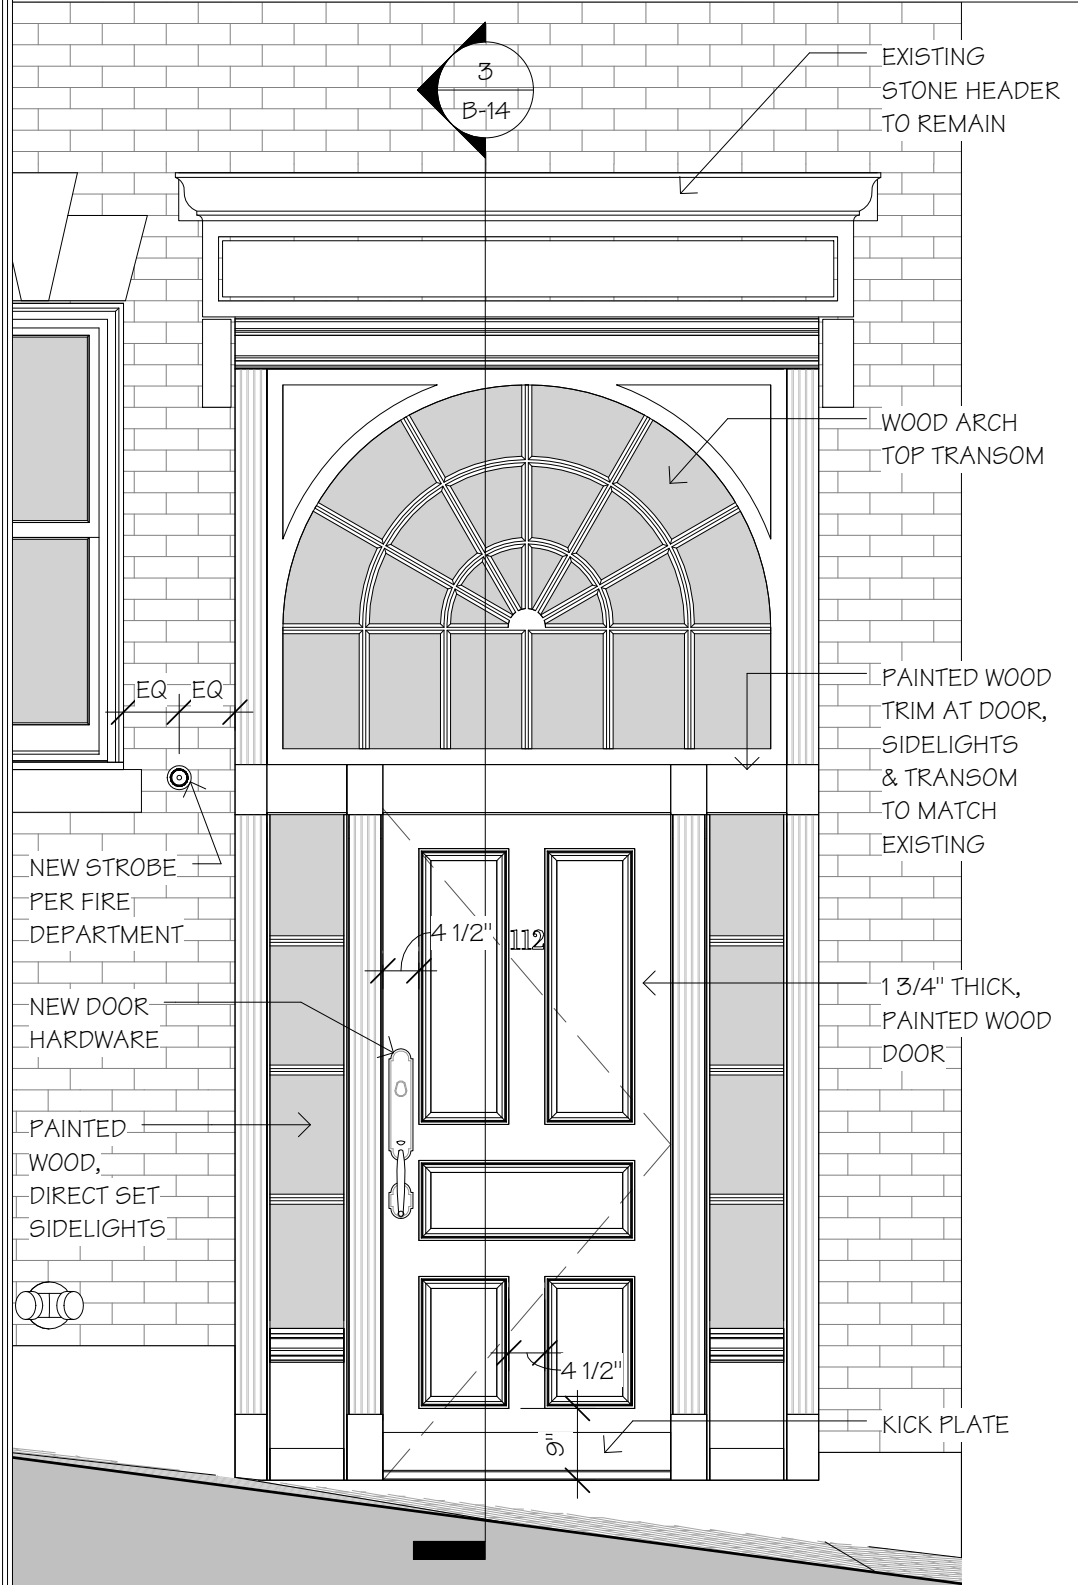 3
B-14
EXISTING
STONE HEADER
TO REMAIN
WOOD ARCH
TOP TRANSOM
EQ EQ
PAINTED WOOD
TRIM AT DOOR,
SIDELIGHTS
& TRANSOM
TO MATCH
EXISTING
NEW STROBE
PER FIRE
DEPARTMENT
4 1/2"
112
NEW DOOR
HARDWARE
1 3/4" THICK,
PAINTED WOOD
DOOR
PAINTED
WOOD,
DIRECT SET
SIDELIGHTS
4 1/2"
9"
KICK PLATE